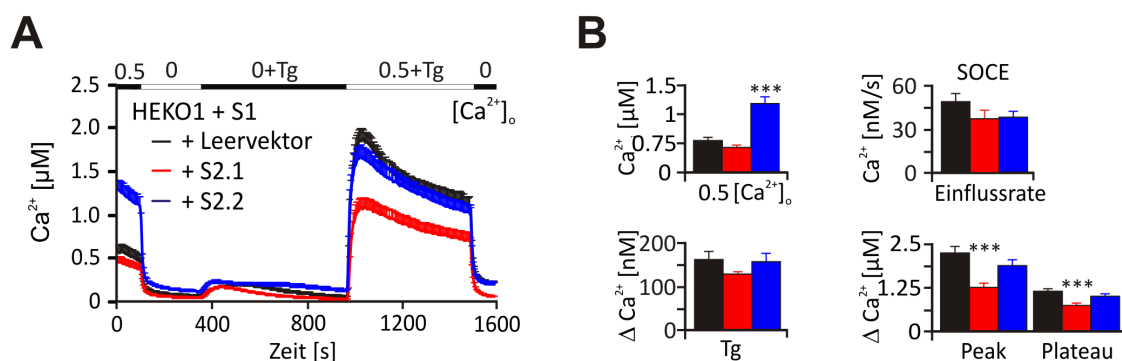 A
0.5 0 0+Tg 0.5+Tg 0
[Ca²⁺]ₒ
HEKO1 + S1
+ Leervektor
+ S2.1
+ S2.2
Ca²⁺ [µM]
2.5
2.0
1.5
1.0
0.5
0
0 400 800 1200 1600
Zeit [s]
B
Ca²⁺ [µM]
1.5
1
0.75
0
***
0.5 [Ca²⁺]ₒ
SOCE
Ca²⁺ [nM/s]
60
30
0
Einflussrate
Δ Ca²⁺ [nM]
150
100
50
0
Tg
Δ Ca²⁺ [µM]
2.5
1.25
0
*** ***
Peak Plateau